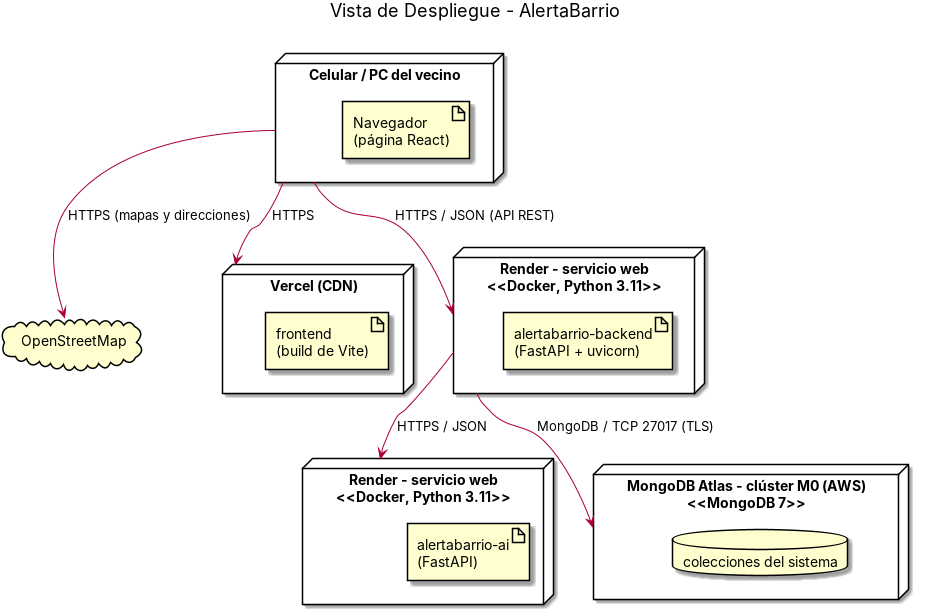 Vista de Despliegue - AlertaBarrio
Celular / PC del vecino
Navegador
(página React)
HTTPS (mapas y direcciones)
HTTPS
HTTPS / JSON (API REST)
OpenStreetMap
Vercel (CDN)
frontend
(build de Vite)
Render - servicio web
<<Docker, Python 3.11>>
alertabarrio-backend
(FastAPI + uvicorn)
HTTPS / JSON
MongoDB / TCP 27017 (TLS)
Render - servicio web
<<Docker, Python 3.11>>
alertabarrio-ai
(FastAPI)
MongoDB Atlas - clúster M0 (AWS)
<<MongoDB 7>>
colecciones del sistema